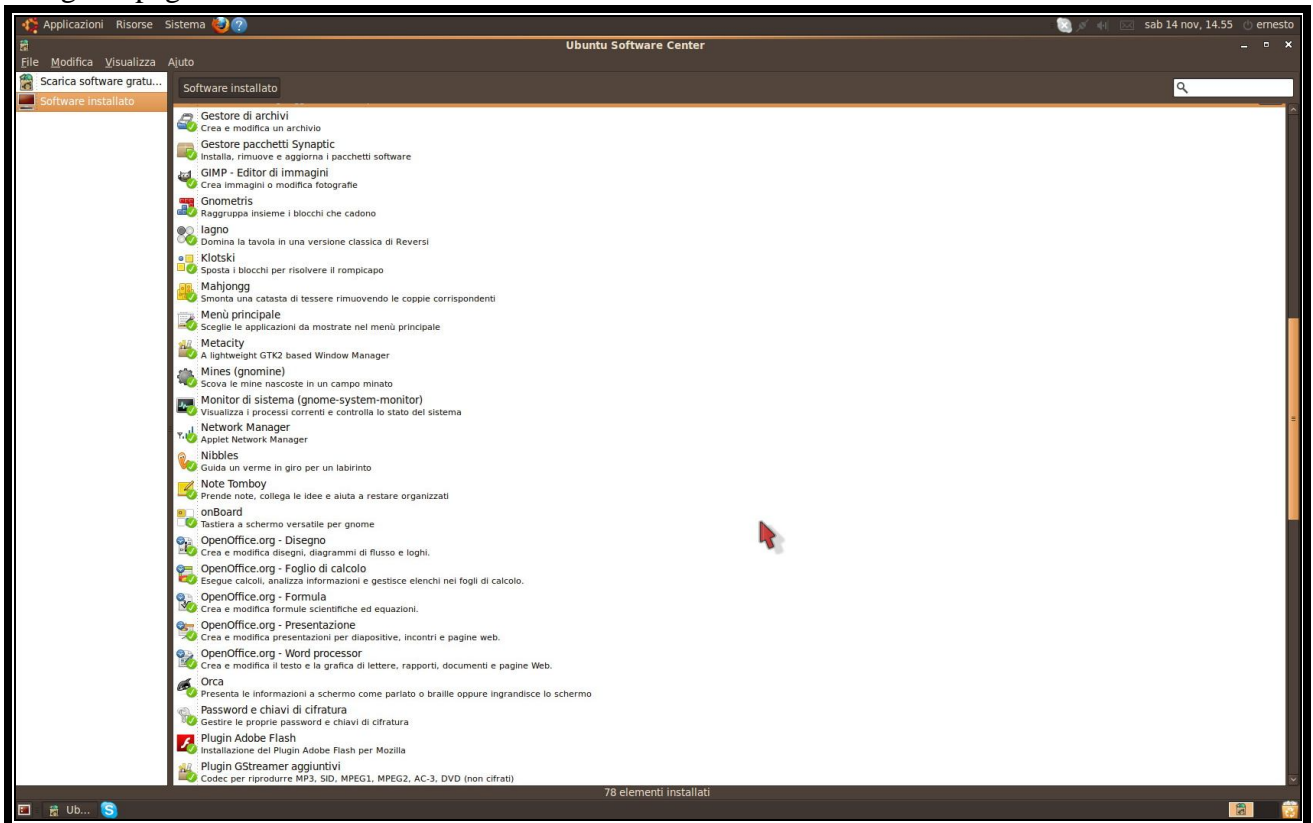 Applicazioni Risorse Sistema sab 14 nov, 14.55 ernesto
Ubuntu Software Center
File Modifica Visualizza Aiuto
Scarica software gratu...
Software installato
Software installato
Gestore di archivi
Crea e modifica un archivio
Gestore pacchetti Synaptic
Installa, rimuove e aggiorna i pacchetti software
GIMP - Editor di immagini
Crea immagini o modifica fotografie
Gnometris
Raggruppa insieme i blocchi che cadono
Iagno
Domina la tavola in una versione classica di Reversi
Klotski
Sposta i blocchi per risolvere il rompicapo
Mahjongg
Smonta una catasta di tessere rimuovendo le coppie corrispondenti
Menù principale
Sceglie le applicazioni da mostrate nel menù principale
Metacity
A lightweight GTK2 based Window Manager
Mines (gnomine)
Scova le mine nascoste in un campo minato
Monitor di sistema (gnome-system-monitor)
Visualizza i processi correnti e controlla lo stato del sistema
Network Manager
Applet Network Manager
Nibbles
Guida un verme in giro per un labirinto
Note Tomboy
Prende note, collega le idee e aiuta a restare organizzati
onBoard
Tastiera a schermo versatile per gnome
OpenOffice.org - Disegno
Crea e modifica disegni, diagrammi di flusso e loghi.
OpenOffice.org - Foglio di calcolo
Esegue calcoli, analizza informazioni e gestisce elenchi nei fogli di calcolo.
OpenOffice.org - Formula
Crea e modifica formule scientifiche ed equazioni.
OpenOffice.org - Presentazione
Crea e modifica presentazioni per diapositive, incontri e pagine web.
OpenOffice.org - Word processor
Crea e modifica il testo e la grafica di lettere, rapporti, documenti e pagine Web.
Orca
Presenta le informazioni a schermo come parlato o braille oppure ingrandisce lo schermo
Password e chiavi di cifratura
Gestire le proprie password e chiavi di cifratura
Plugin Adobe Flash
Installazione del Plugin Adobe Flash per Mozilla
Plugin GStreamer aggiuntivi
Codec per riprodurre MP3, SID, MPEG1, MPEG2, AC-3, DVD (non cifrati)
78 elementi installati
Ub...